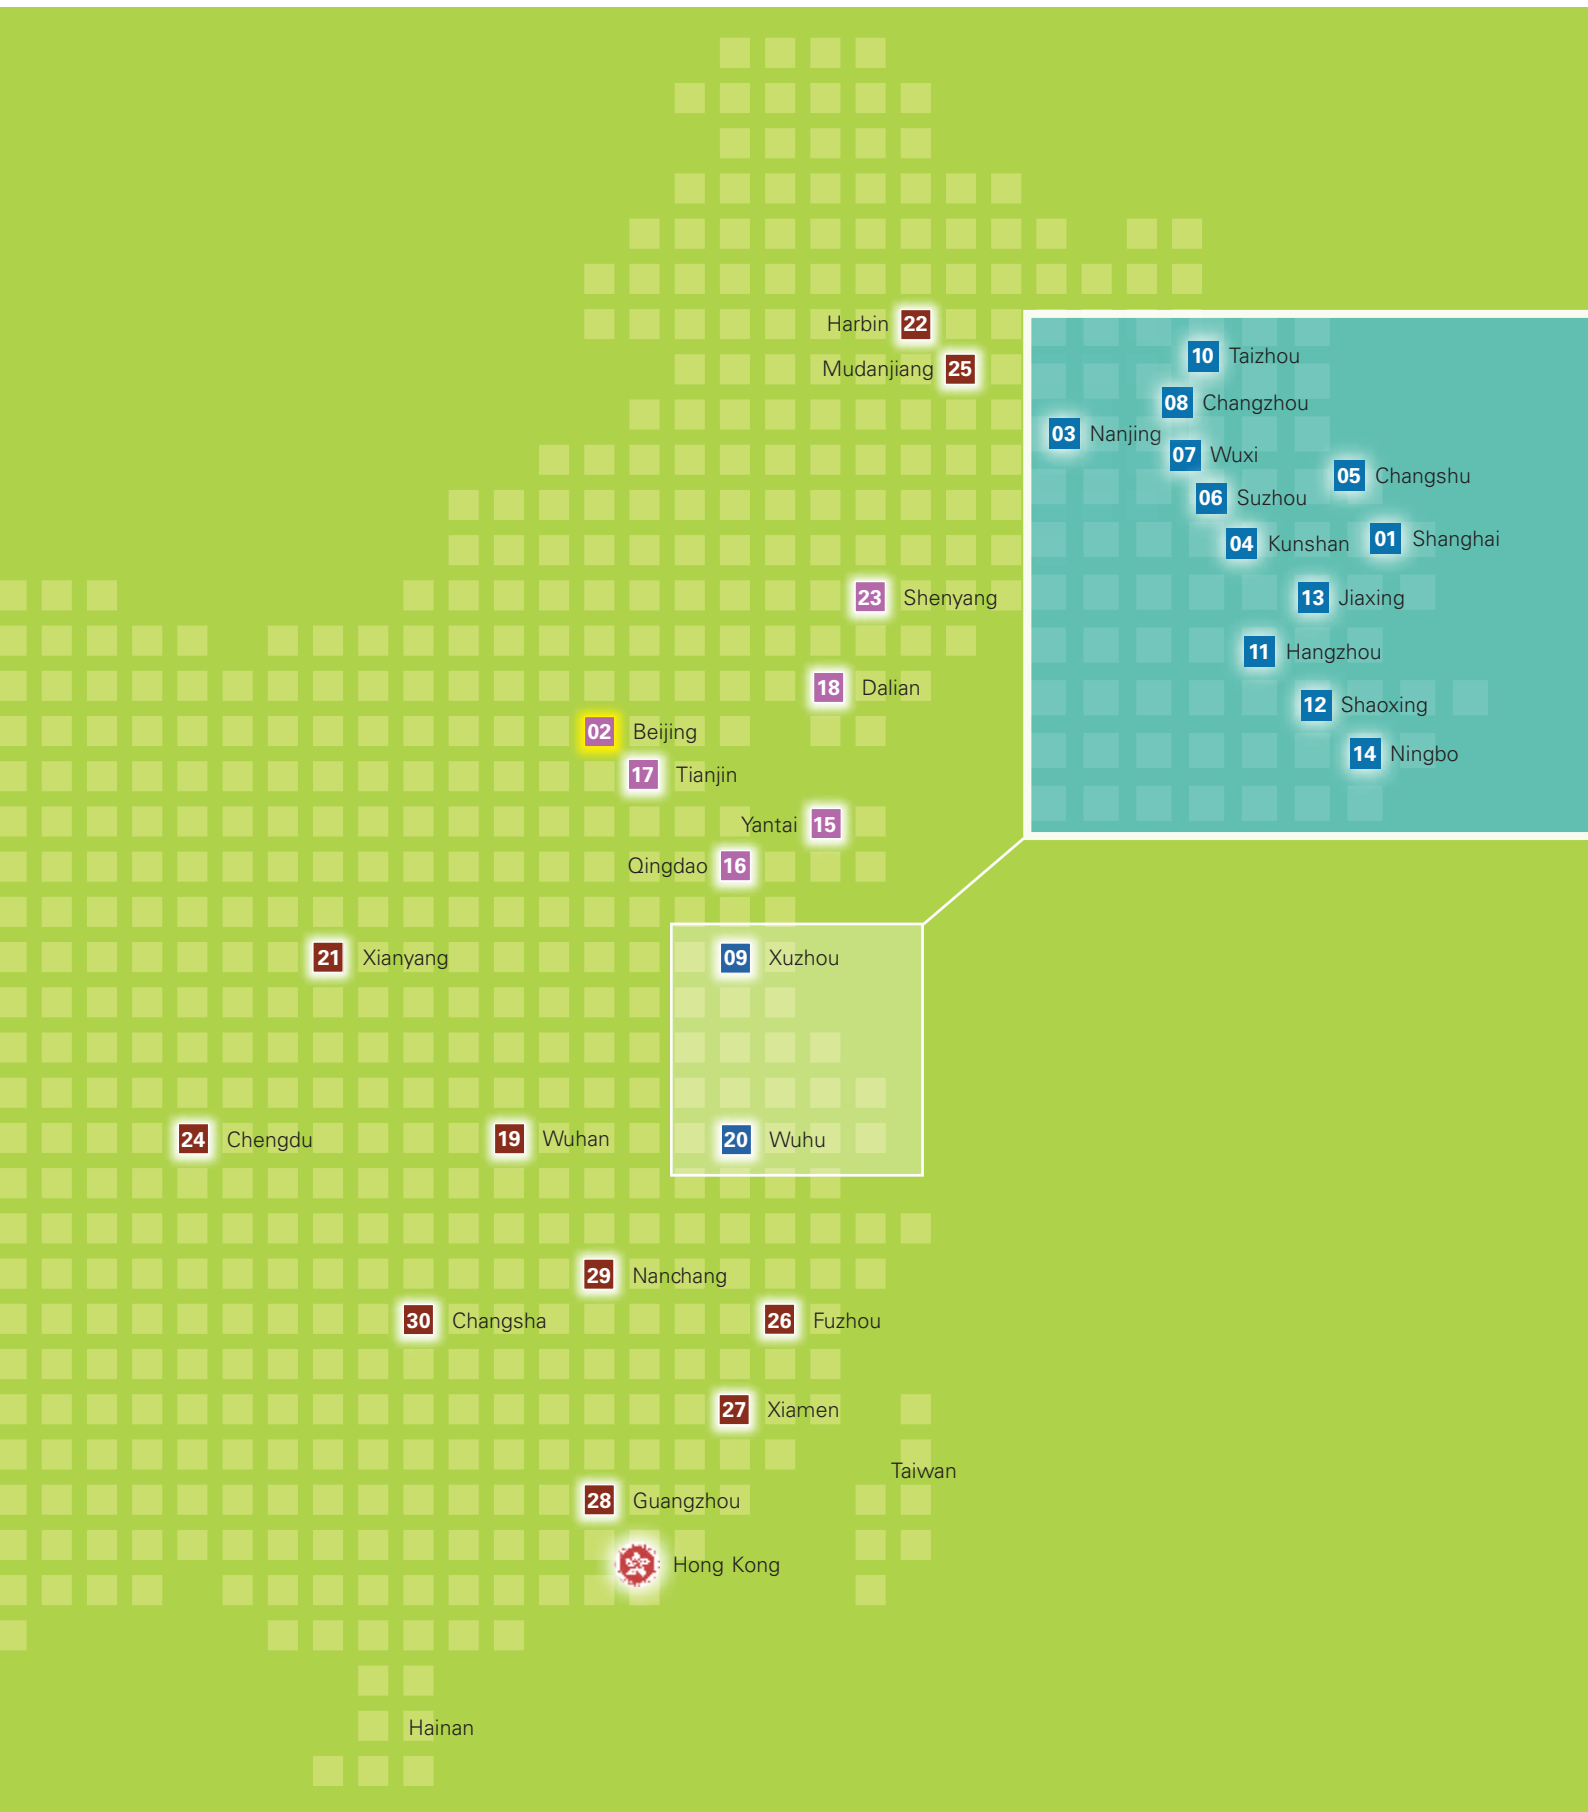 Harbin 22
Mudanjiang 25
10 Taizhou
08 Changzhou
03 Nanjing
07 Wuxi
05 Changshu
06 Suzhou
04 Kunshan
01 Shanghai
13 Jiaxing
11 Hangzhou
12 Shaoxing
14 Ningbo
23 Shenyang
18 Dalian
02 Beijing
17 Tianjin
Yantai 15
Qingdao 16
21 Xianyang
09 Xuzhou
24 Chengdu
19 Wuhan
20 Wuhu
29 Nanchang
30 Changsha
26 Fuzhou
27 Xiamen
Taiwan
28 Guangzhou
Hong Kong
Hainan